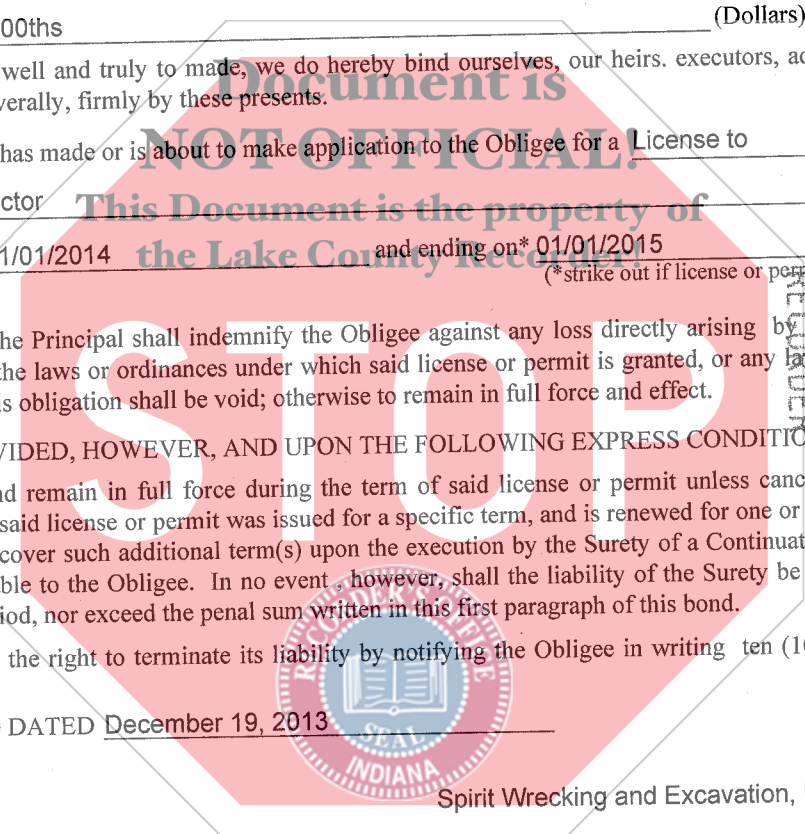 00ths (Dollars)
well and truly to made, we do hereby bind ourselves, our heirs. executors, ad
verally, firmly by these presents.
Document is
NOT OFFICIAL!
has made or is about to make application to the Obligee for a License to
ctor
This Document is the property of
the Lake County Recorder!
1/01/2014 and ending on* 01/01/2015
(*strike out if license or perm
RECORDER
he Principal shall indemnify the Obligee against any loss directly arising by
the laws or ordinances under which said license or permit is granted, or any la
is obligation shall be void; otherwise to remain in full force and effect.
STOP
VIDED, HOWEVER, AND UPON THE FOLLOWING EXPRESS CONDITIO
nd remain in full force during the term of said license or permit unless canc
said license or permit was issued for a specific term, and is renewed for one or
cover such additional term(s) upon the execution by the Surety of a Continuat
ble to the Obligee. In no event , however, shall the liability of the Surety be
iod, nor exceed the penal sum written in this first paragraph of this bond.
the right to terminate its liability by notifying the Obligee in writing ten (10
RECORDER'S OFFICE
SEAL
INDIANA
DATED December 19, 2013
Spirit Wrecking and Excavation,